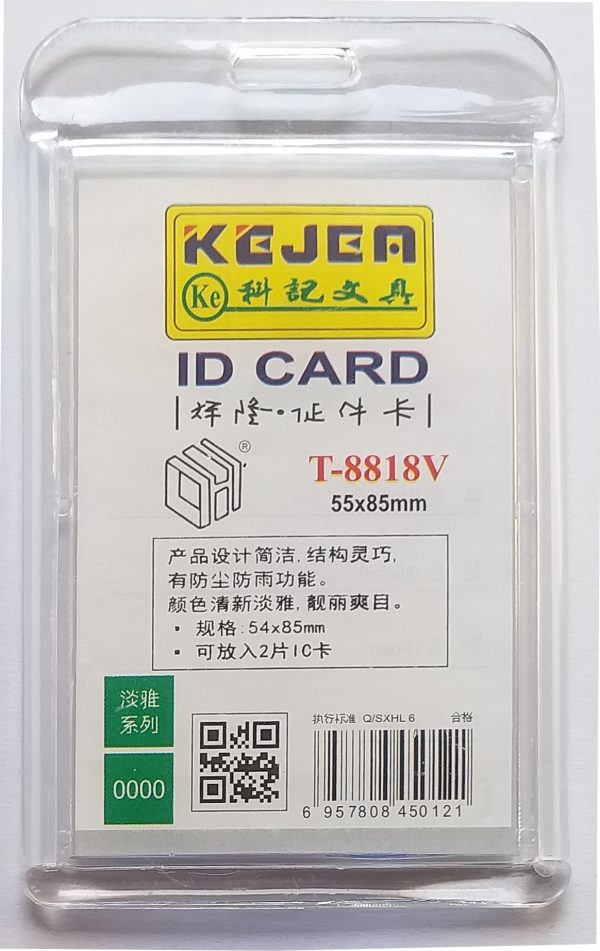 KEJEA
Ke 科記文具
ID CARD
辉隆·证件卡
®
T-8818V
55x85mm
产品设计简洁,结构灵巧,
有防尘防雨功能。
颜色清新淡雅,靓丽爽目。
· 规格:54x85mm
· 可放入2片IC卡
淡雅
系列
0000
执行标准 Q/SXHL 6 合格
6 957808 450121